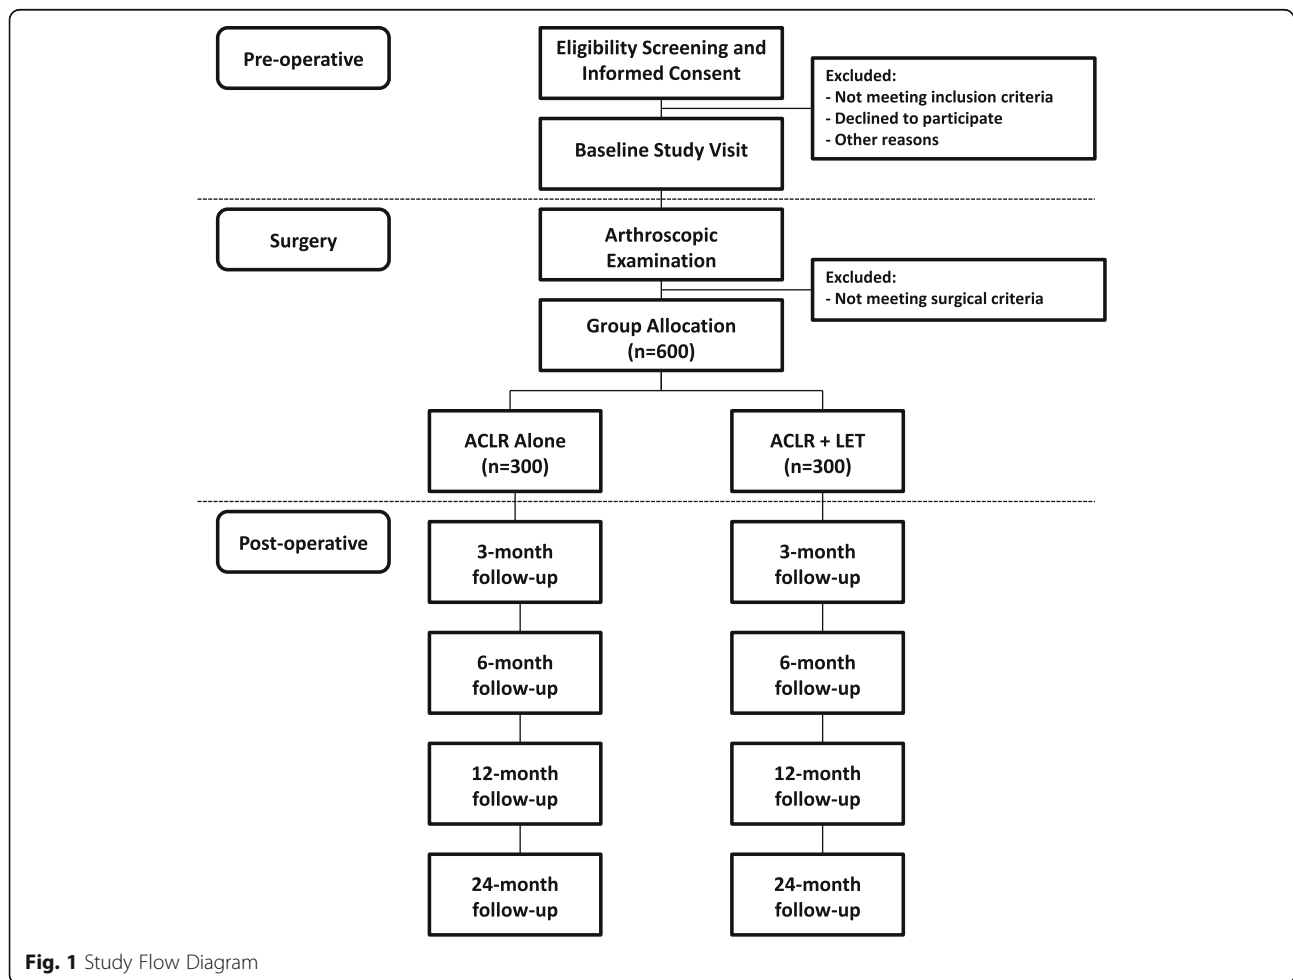 Pre-operative
Eligibility Screening and
Informed Consent
Excluded:
- Not meeting inclusion criteria
- Declined to participate
- Other reasons
Baseline Study Visit
Surgery
Arthroscopic
Examination
Excluded:
- Not meeting surgical criteria
Group Allocation
(n=600)
ACLR Alone
(n=300)
ACLR + LET
(n=300)
Post-operative
3-month
follow-up
3-month
follow-up
6-month
follow-up
6-month
follow-up
12-month
follow-up
12-month
follow-up
24-month
follow-up
24-month
follow-up
Fig. 1 Study Flow Diagram